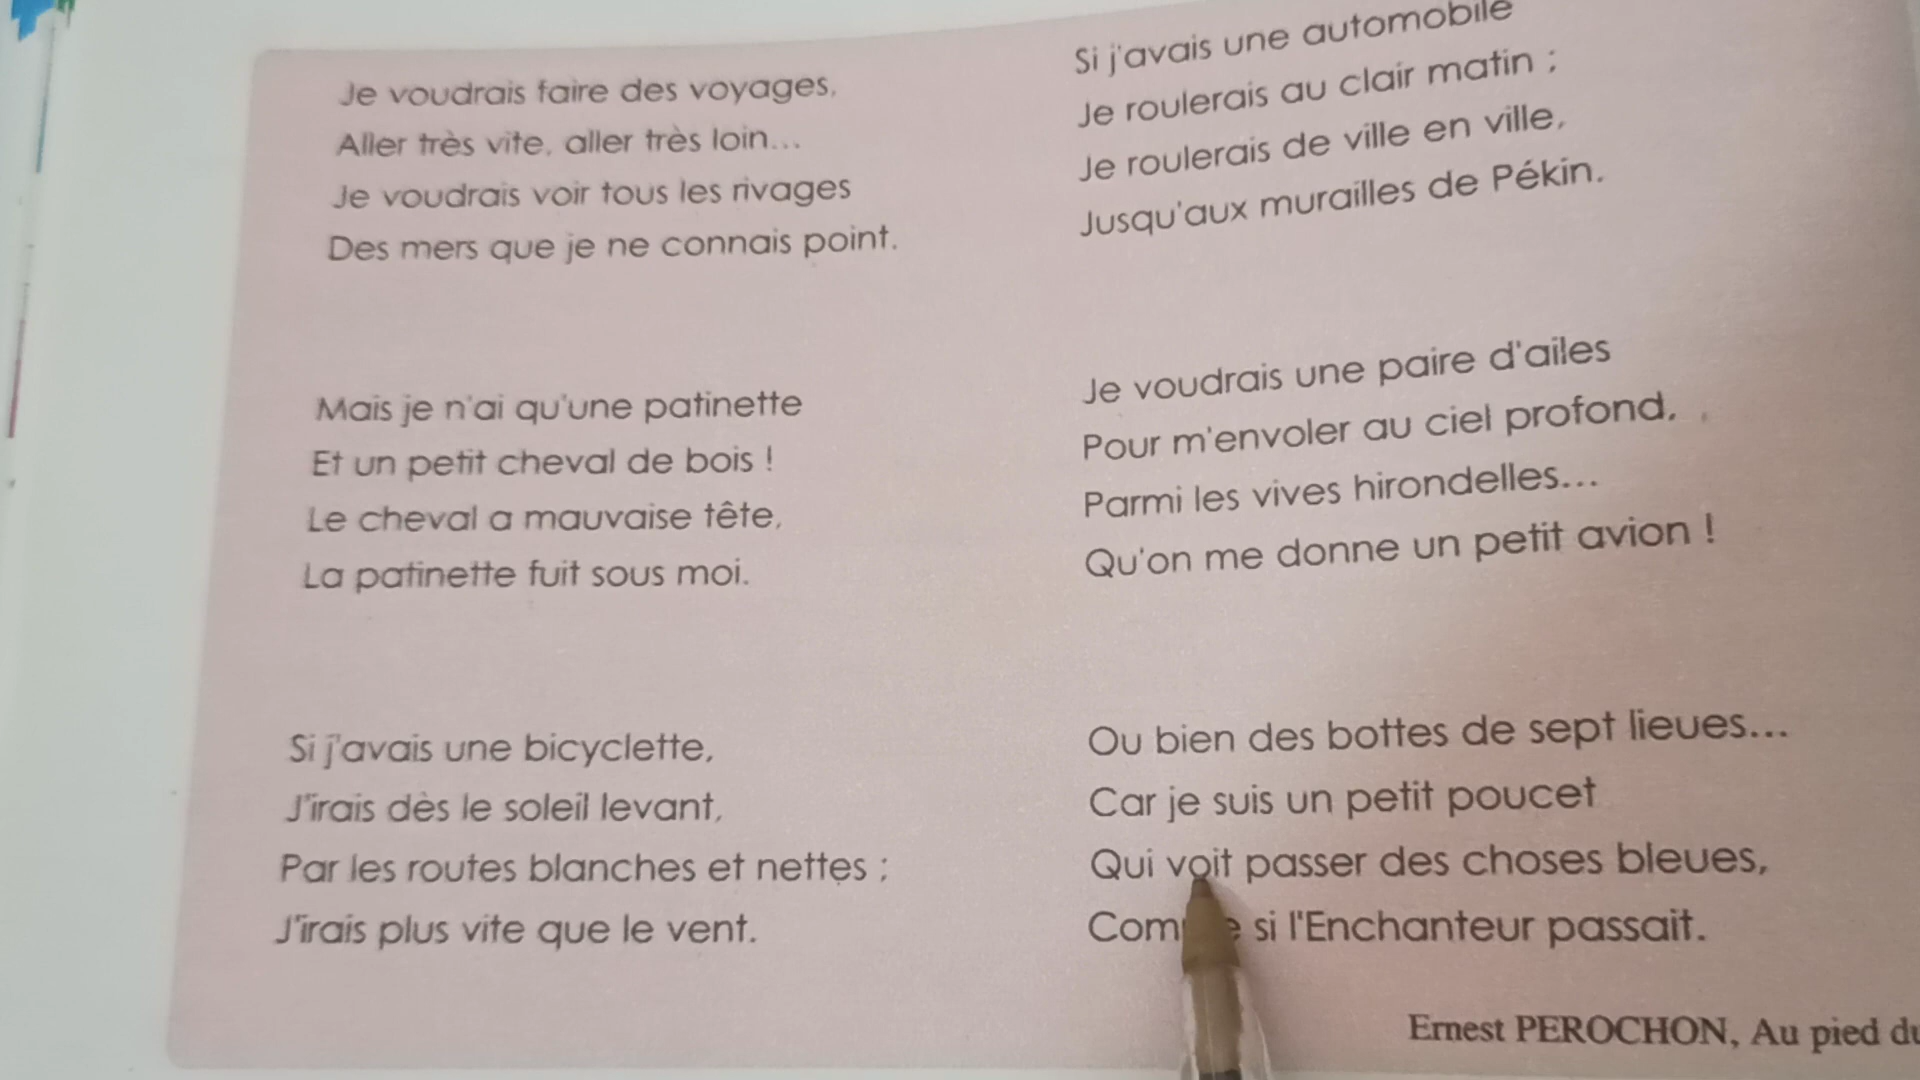 Je voudrais faire des voyages,
Aller très vite, aller très loin...
Je voudrais voir tous les rivages
Des mers que je ne connais point.
Mais je n'ai qu'une patinette
Et un petit cheval de bois !
Le cheval a mauvaise tête,
La patinette fuit sous moi.
Si j'avais une bicyclette,
J'irais dès le soleil levant,
Par les routes blanches et nettes ;
J'irais plus vite que le vent.
Si j'avais une automobile
Je roulerais au clair matin ;
Je roulerais de ville en ville,
Jusqu'aux murailles de Pékin.
Je voudrais une paire d'ailes
Pour m'envoler au ciel profond,
Parmi les vives hirondelles...
Qu'on me donne un petit avion !
Ou bien des bottes de sept lieues...
Car je suis un petit poucet
Qui voit passer des choses bleues,
si l'Enchanteur passait.
Ernest PEROCHON, Au pied